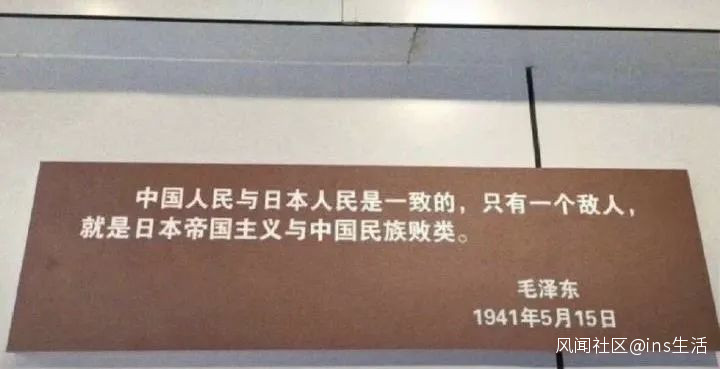 中国人民与日本人民是一致的，只有一个敌人，
就是日本帝国主义与中国民族败类。
毛泽东
1941年5月15日
风闻社区@ins生活